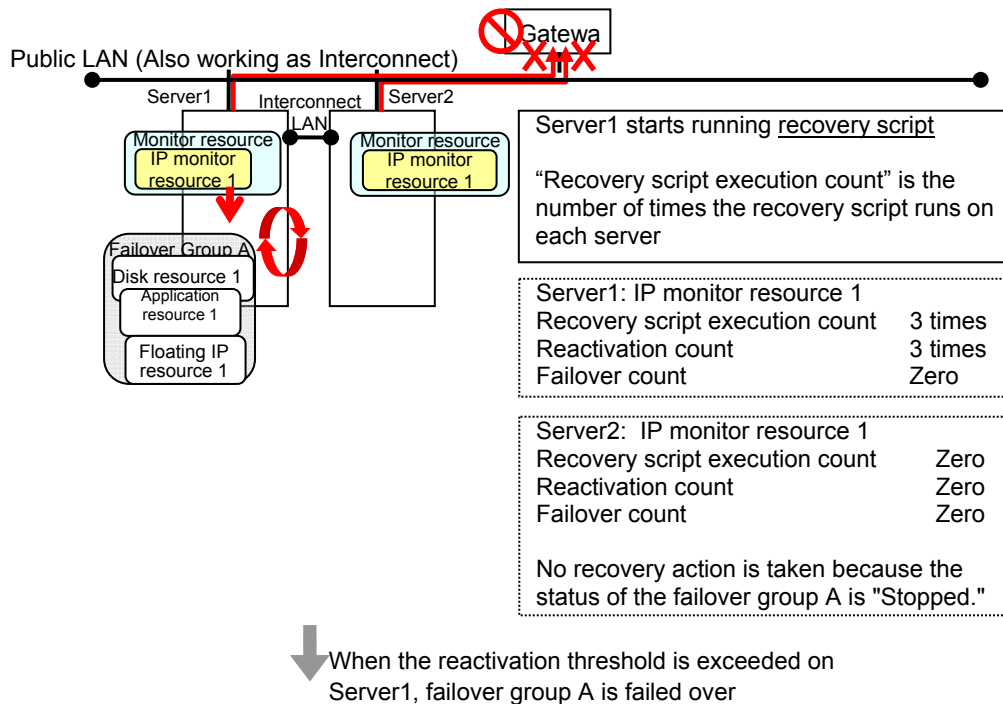 Gatewa
Public LAN (Also working as Interconnect)
Server1
Interconnect
LAN
Server2
Monitor resource
IP monitor
resource 1
Monitor resource
IP monitor
resource 1
Failover Group A
Disk resource 1
Application
resource 1
Floating IP
resource 1
Server1 starts running recovery script
“Recovery script execution count” is the
number of times the recovery script runs on
each server
Server1: IP monitor resource 1
Recovery script execution count 3 times
Reactivation count 3 times
Failover count Zero
Server2: IP monitor resource 1
Recovery script execution count Zero
Reactivation count Zero
Failover count Zero
No recovery action is taken because the
status of the failover group A is "Stopped."
When the reactivation threshold is exceeded on
Server1, failover group A is failed over